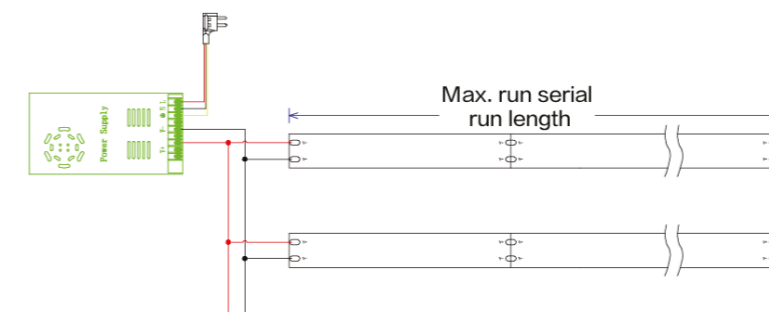 Max. run serial
run length
Power Supply
L
N
V-
V+